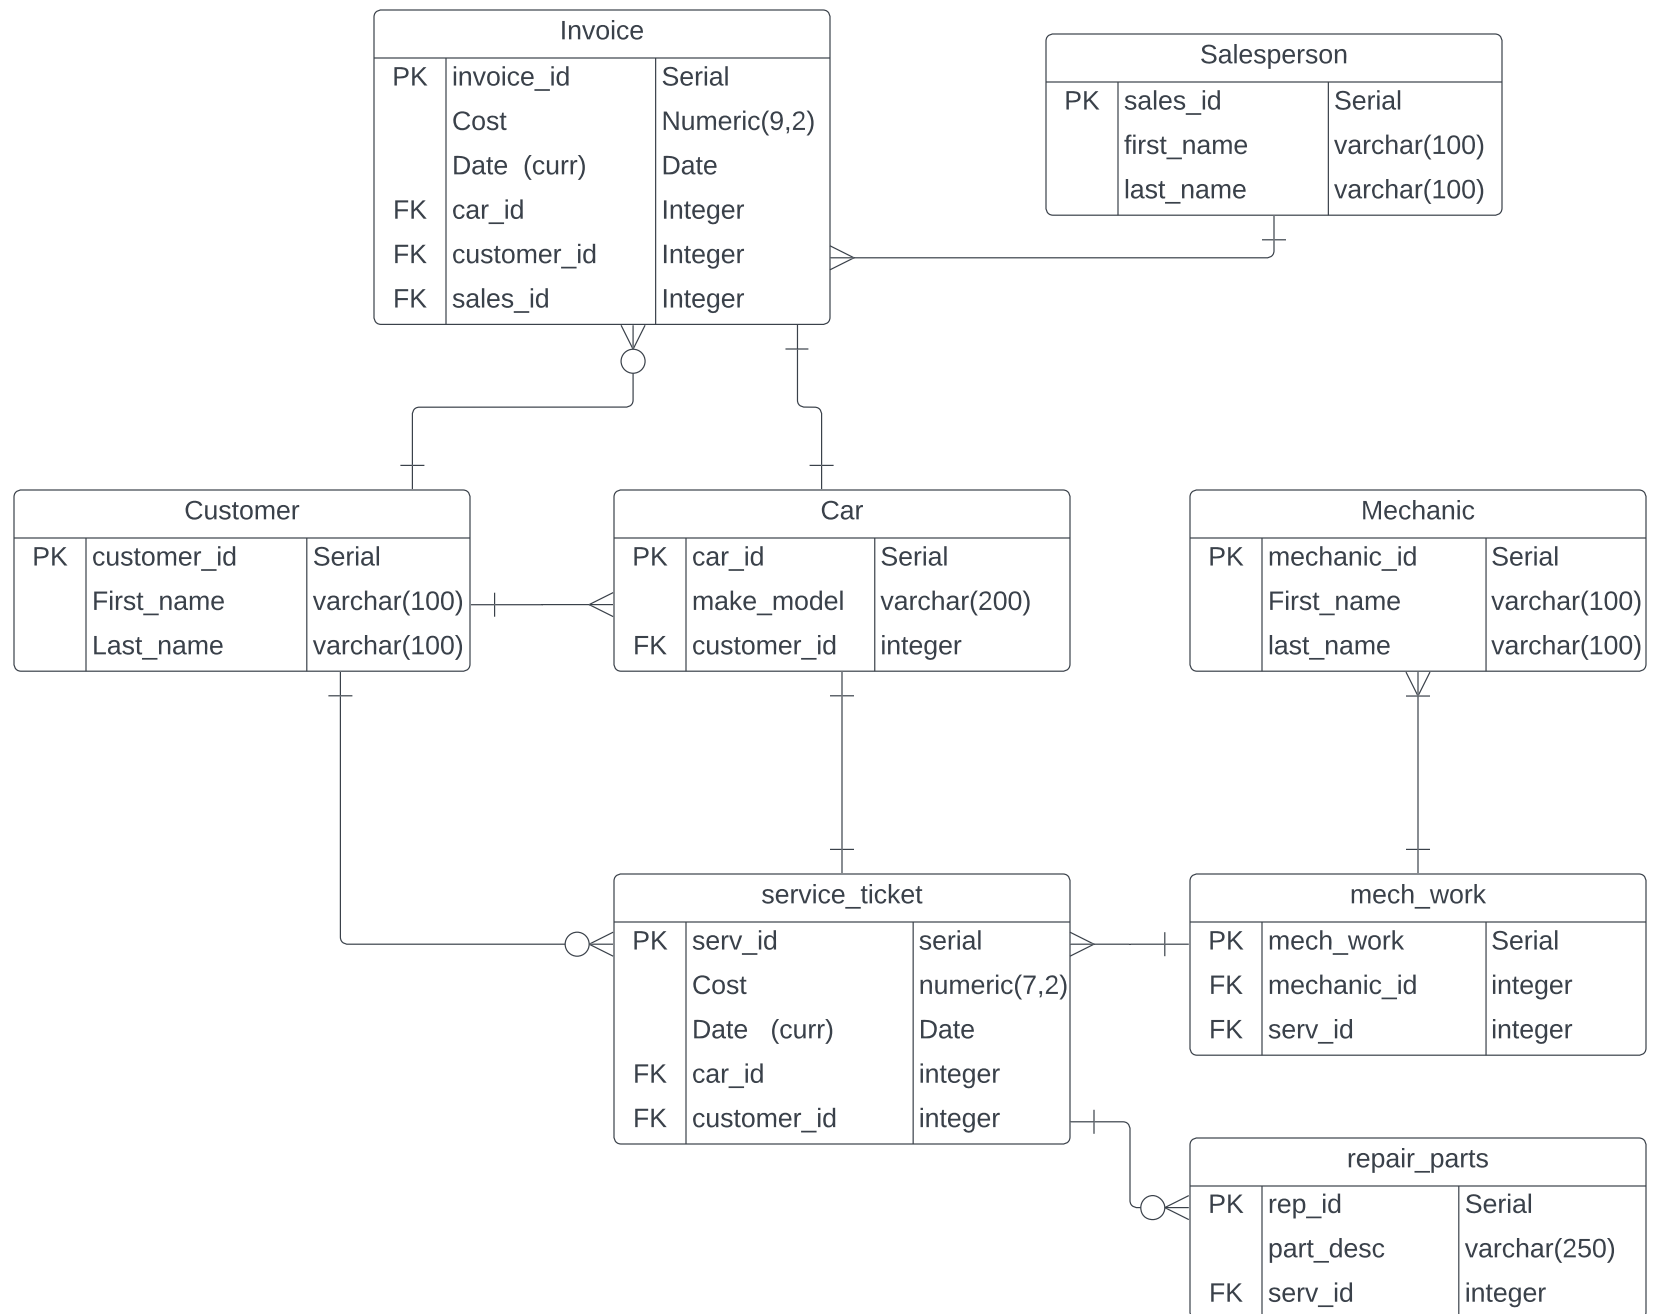 Invoice
PK invoice_id Serial
Cost Numeric(9,2)
Date (curr) Date
FK car_id Integer
FK customer_id Integer
FK sales_id Integer
Salesperson
PK sales_id Serial
first_name varchar(100)
last_name varchar(100)
Customer
PK customer_id Serial
First_name varchar(100)
Last_name varchar(100)
Car
PK car_id Serial
make_model varchar(200)
FK customer_id integer
Mechanic
PK mechanic_id Serial
First_name varchar(100)
last_name varchar(100)
service_ticket
PK serv_id serial
Cost numeric(7,2)
Date (curr) Date
FK car_id integer
FK customer_id integer
mech_work
PK mech_work Serial
FK mechanic_id integer
FK serv_id integer
repair_parts
PK rep_id Serial
part_desc varchar(250)
FK serv_id integer